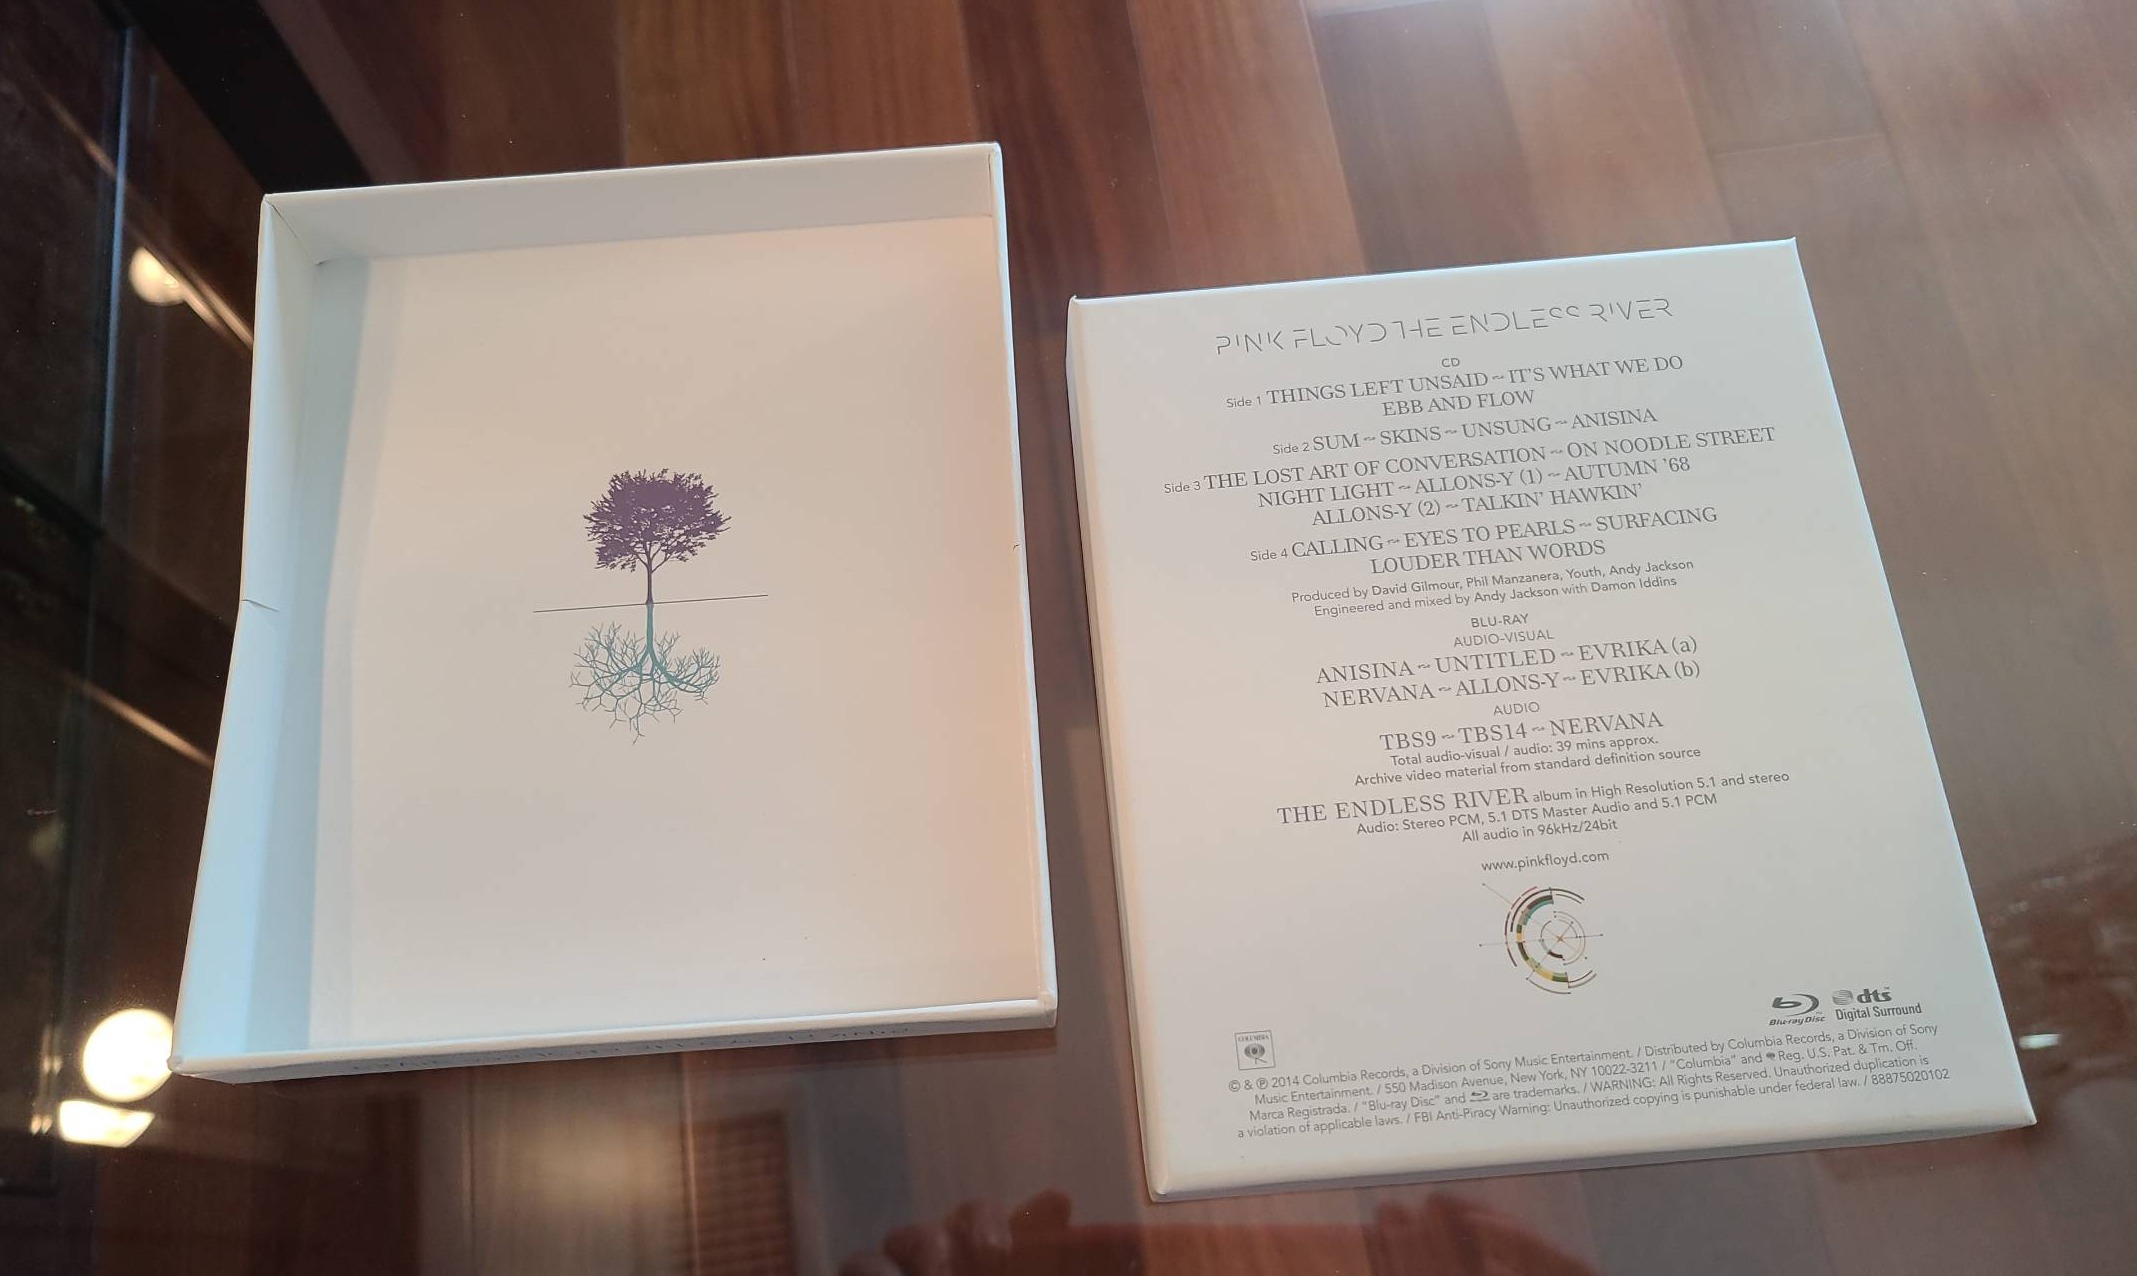 PINK FLOYD THE ENDLESS RIVER
CD
Side 1 THINGS LEFT UNSAID ~ IT'S WHAT WE DO
EBB AND FLOW
Side 2 SUM ~ SKINS ~ UNSUNG ~ ANISINA
Side 3 THE LOST ART OF CONVERSATION ~ ON NOODLE STREET
NIGHT LIGHT ~ ALLONS-Y (1) ~ AUTUMN '68
ALLONS-Y (2) ~ TALKIN' HAWKIN'
Side 4 CALLING ~ EYES TO PEARLS ~ SURFACING
LOUDER THAN WORDS
Produced by David Gilmour, Phil Manzanera, Youth, Andy Jackson
Engineered and mixed by Andy Jackson with Damon Iddins
BLU-RAY
AUDIO-VISUAL
ANISINA ~ UNTITLED ~ EVRIKA (a)
NERVANA ~ ALLONS-Y ~ EVRIKA (b)
AUDIO
TBS9 ~ TBS14 ~ NERVANA
Total audio-visual / audio: 39 mins approx.
Archive video material from standard definition source
THE ENDLESS RIVER album in High Resolution 5.1 and stereo
Audio: Stereo PCM, 5.1 DTS Master Audio and 5.1 PCM
All audio in 96kHz/24bit
www.pinkfloyd.com
Blu-ray Disc
dts
Digital Surround
COLUMBIA
© & ℗ 2014 Columbia Records, a Division of Sony Music Entertainment. / Distributed by Columbia Records, a Division of Sony
Music Entertainment. / 550 Madison Avenue, New York, NY 10022-3211 / "Columbia" and Reg. U.S. Pat. & Tm. Off.
Marca Registrada. / "Blu-ray Disc" and are trademarks. / WARNING: All Rights Reserved. Unauthorized duplication is
a violation of applicable laws. / FBI Anti-Piracy Warning: Unauthorized copying is punishable under federal law. / 88875020102